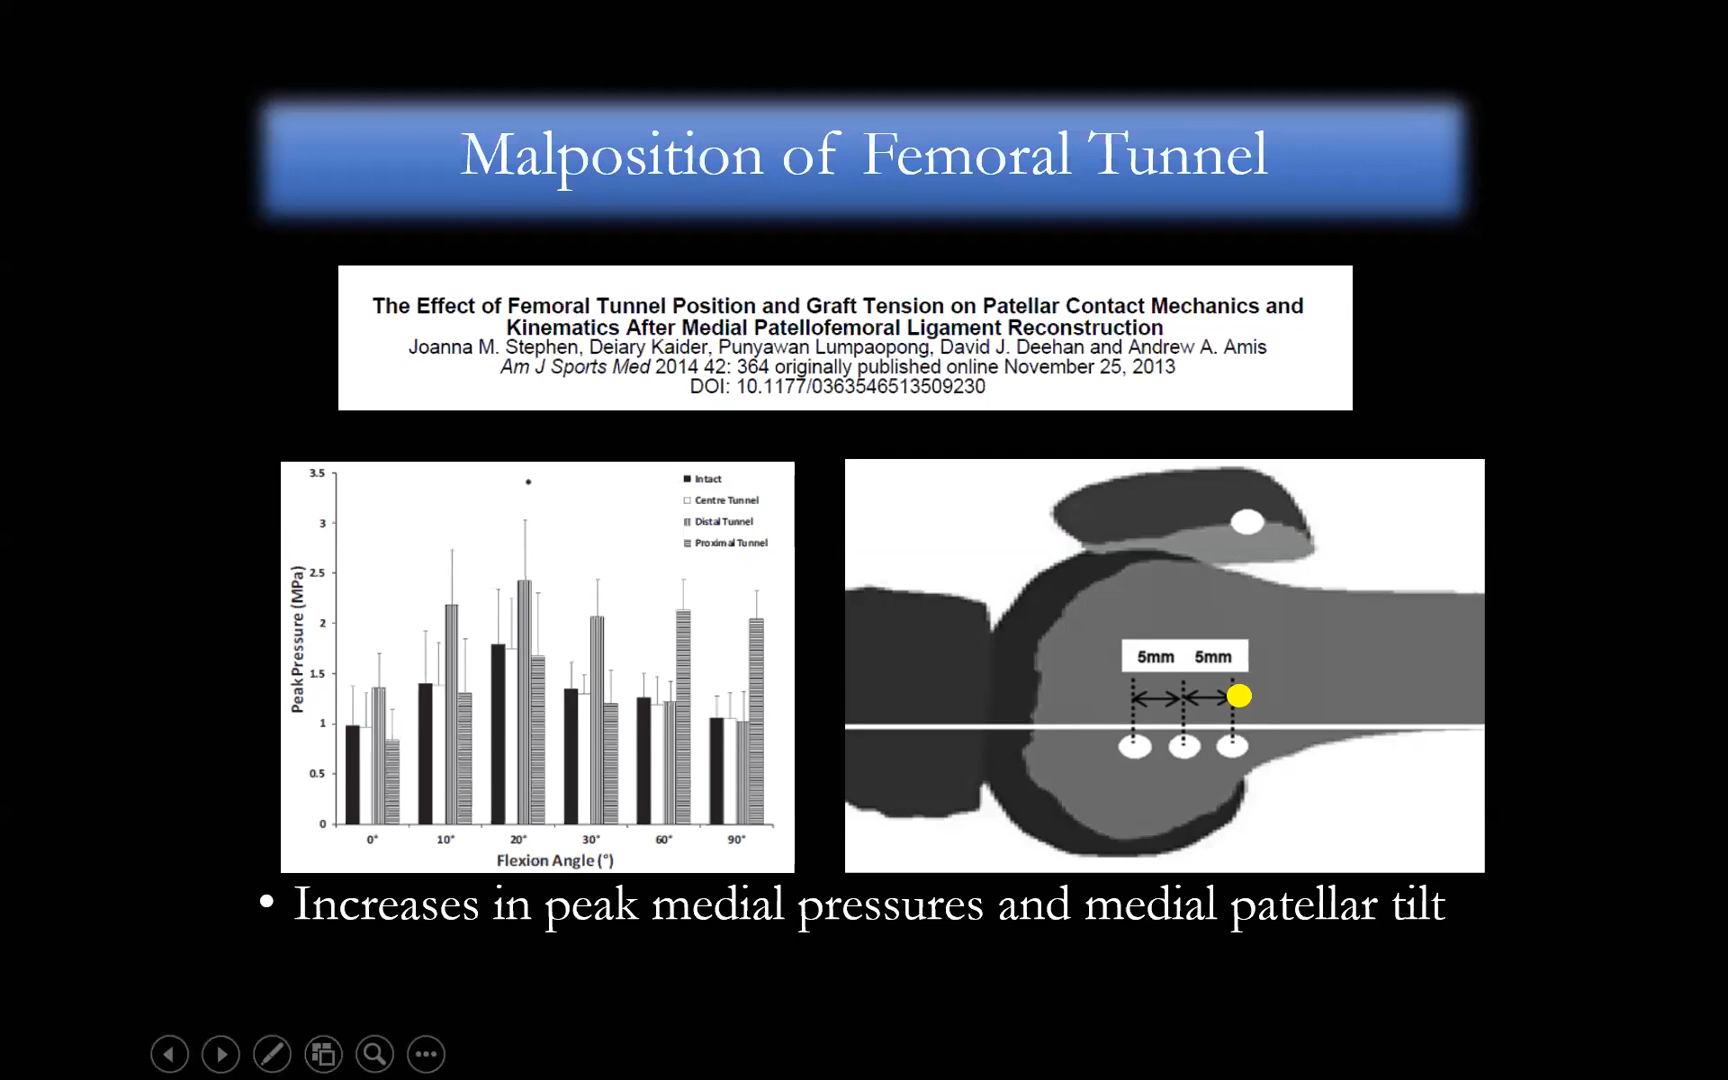 Malposition of Femoral Tunnel
The Effect of Femoral Tunnel Position and Graft Tension on Patellar Contact Mechanics and
Kinematics After Medial Patellofemoral Ligament Reconstruction
Joanna M. Stephen, Deiary Kaider, Punyawan Lumpaopong, David J. Deehan and Andrew A. Amis
Am J Sports Med 2014 42: 364 originally published online November 25, 2013
DOI: 10.1177/0363546513509230
Peak Pressure (MPa)
3.5
3
2.5
2
1.5
1
0.5
0
Intact
Centre Tunnel
Distal Tunnel
Proximal Tunnel
0° 10° 20° 30° 60° 90°
Flexion Angle (°)
5mm 5mm
• Increases in peak medial pressures and medial patellar tilt